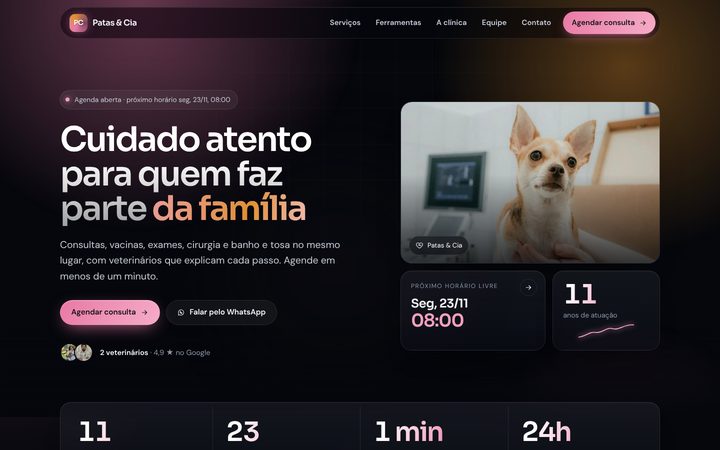 PC Patas & Cia
Serviços
Ferramentas
A clínica
Equipe
Contato
Agendar consulta →
Agenda aberta · próximo horário seg, 23/11, 08:00
Cuidado atento
para quem faz
parte da família
Consultas, vacinas, exames, cirurgia e banho e tosa no mesmo
lugar, com veterinários que explicam cada passo. Agende em
menos de um minuto.
Agendar consulta →
Falar pelo WhatsApp
2 veterinários · 4,9 ★ no Google
Patas & Cia
PRÓXIMO HORÁRIO LIVRE
→
Seg, 23/11
08:00
11
anos de atuação
11
23
1 min
24h